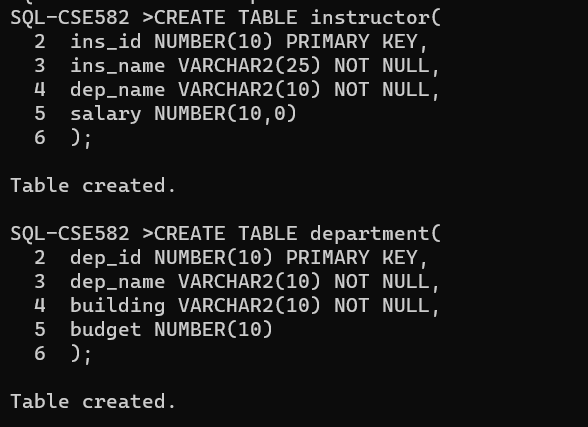 SQL-CSE582 >CREATE TABLE instructor(
  2  ins_id NUMBER(10) PRIMARY KEY,
  3  ins_name VARCHAR2(25) NOT NULL,
  4  dep_name VARCHAR2(10) NOT NULL,
  5  salary NUMBER(10,0)
  6  );
Table created.
SQL-CSE582 >CREATE TABLE department(
  2  dep_id NUMBER(10) PRIMARY KEY,
  3  dep_name VARCHAR2(10) NOT NULL,
  4  building VARCHAR2(10) NOT NULL,
  5  budget NUMBER(10)
  6  );
Table created.